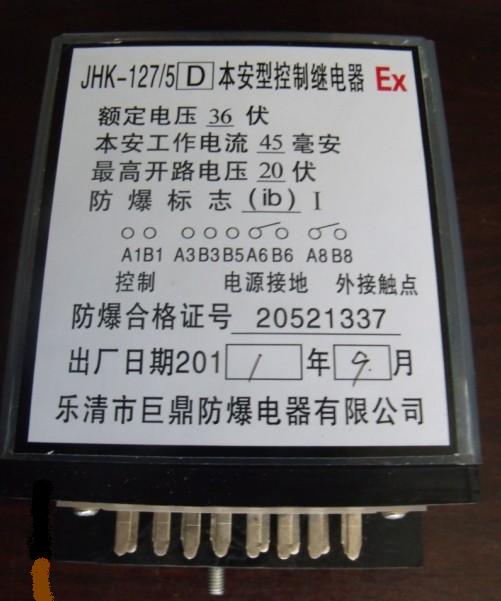 JHK-127/5 D 本安型控制继电器 Ex
额定电压 36 伏
本安工作电流 45 毫安
最高开路电压 20 伏
防爆标志 (ib) I
A1B1 A3B3B5A6B6 A8B8
控制 电源接地 外接触点
防爆合格证号 20521337
出厂日期201 1 年 9 月
乐清市巨鼎防爆电器有限公司